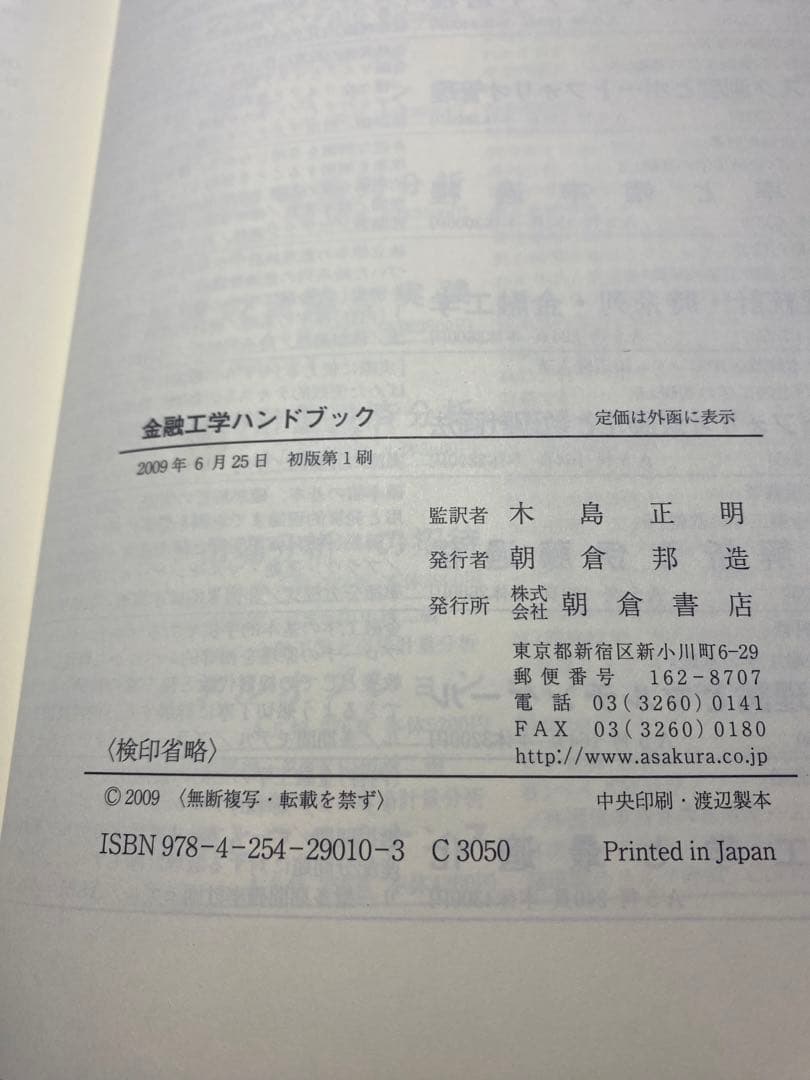 金融工学ハンドブック 定価は外函に表示
2009年6月25日 初版第1刷
監訳者 木島正明
発行者 朝倉邦造
発行所 株式会社 朝倉書店
東京都新宿区新小川町6-29
郵便番号 162-8707
電話 03(3260)0141
FAX 03(3260)0180
http://www.asakura.co.jp
〈検印省略〉
©2009 〈無断複写・転載を禁ず〉 中央印刷・渡辺製本
ISBN 978-4-254-29010-3 C 3050 Printed in Japan